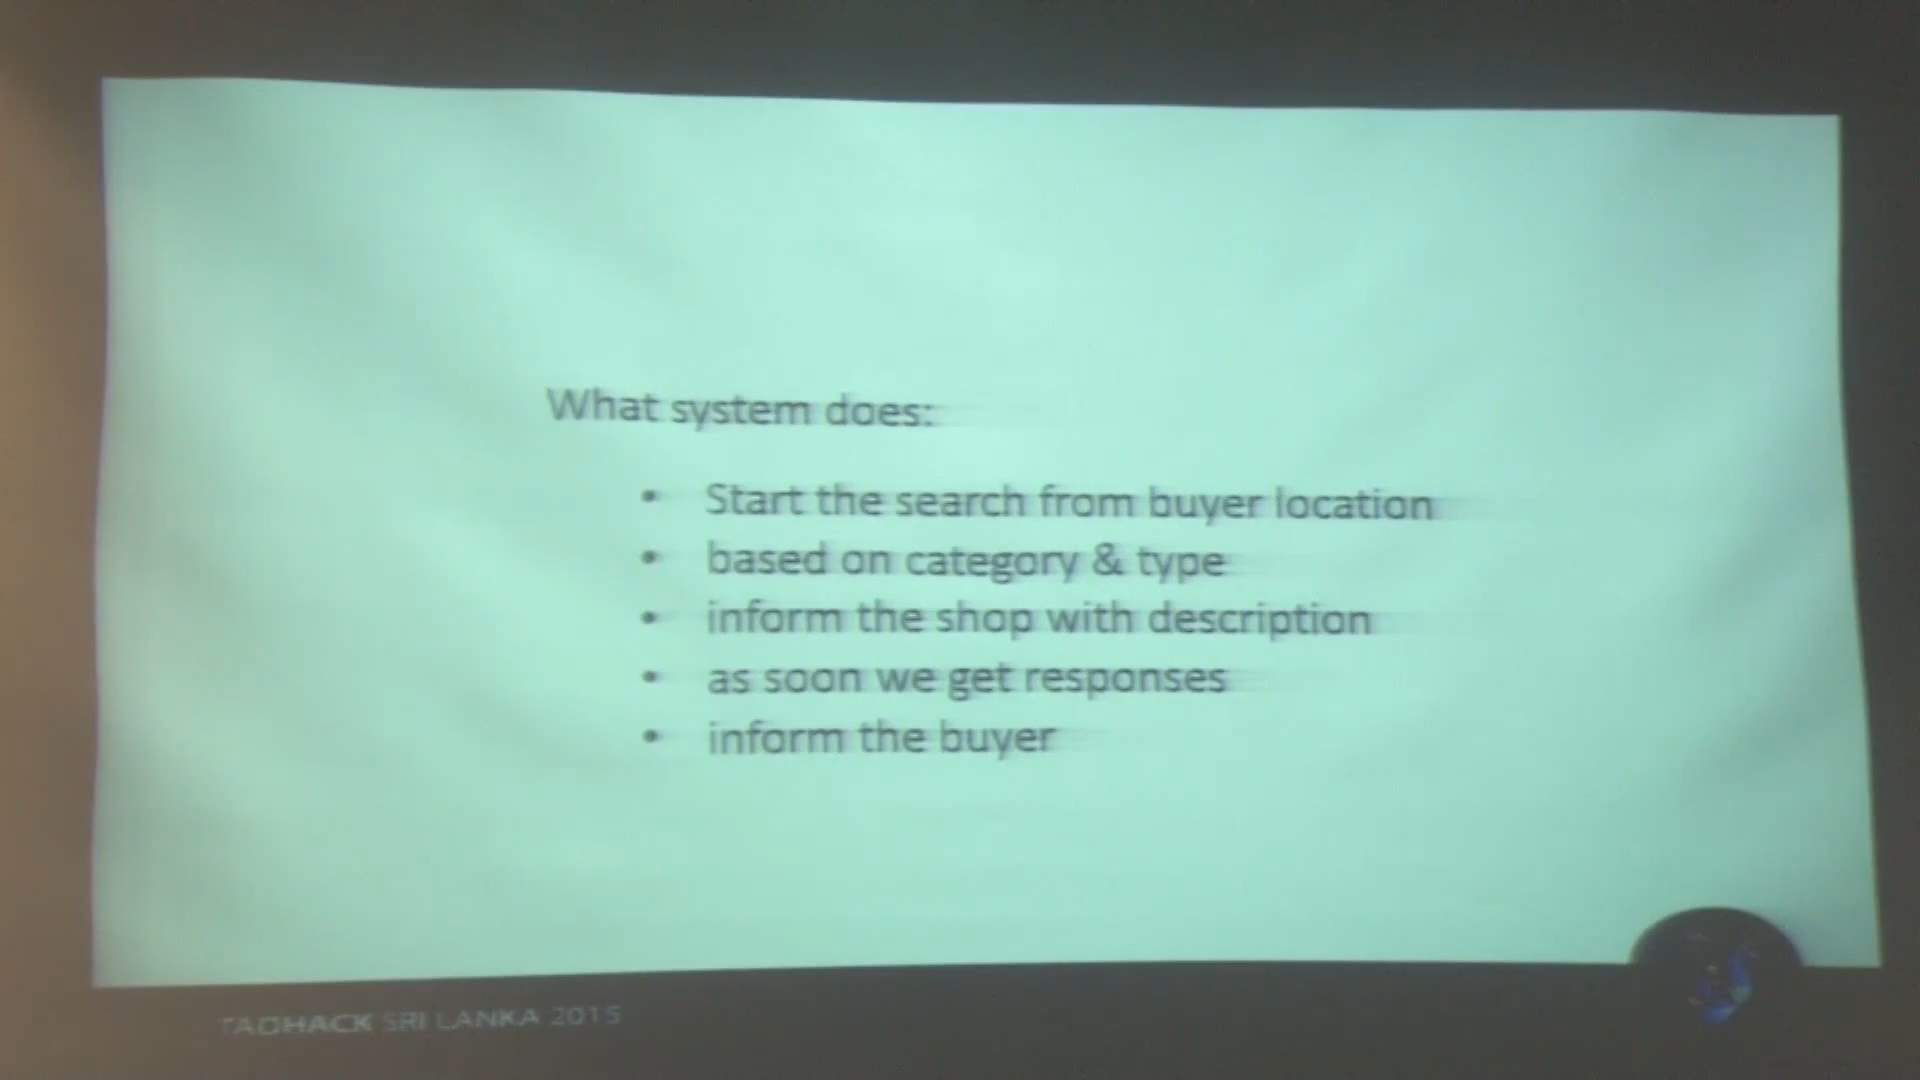 What system does:
• Start the search from buyer location
• based on category & type
• inform the shop with description
• as soon we get responses
• inform the buyer
TADHACK SRI LANKA 2015